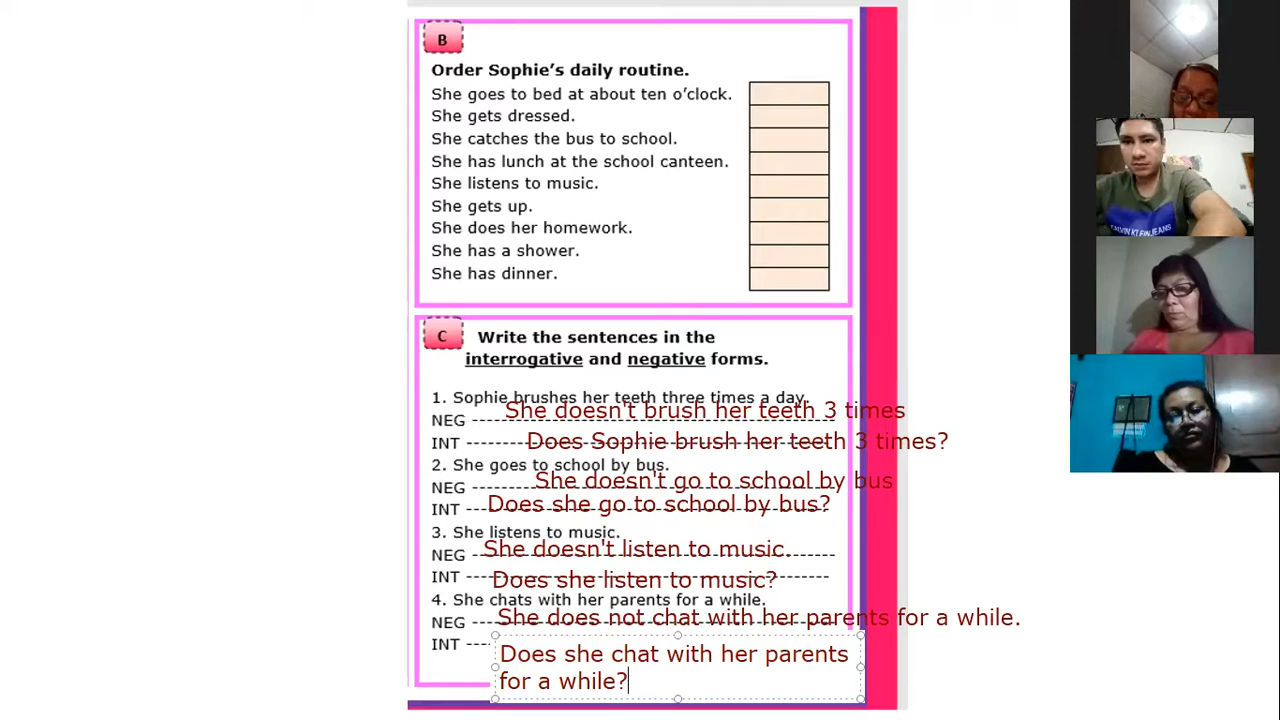 B
Order Sophie's daily routine.
She goes to bed at about ten o'clock.
She gets dressed.
She catches the bus to school.
She has lunch at the school canteen.
She listens to music.
She gets up.
She does her homework.
She has a shower.
She has dinner.
C
Write the sentences in the
interrogative and negative forms.
1. Sophie brushes her teeth three times a day.
NEG She doesn't brush her teeth 3 times
INT Does Sophie brush her teeth 3 times?
2. She goes to school by bus.
NEG She doesn't go to school by bus
INT Does she go to school by bus?
3. She listens to music.
NEG She doesn't listen to music.
INT Does she listen to music?
4. She chats with her parents for a while.
NEG She does not chat with her parents for a while.
INT Does she chat with her parents
for a while?
CALVIN KLEIN JEANS